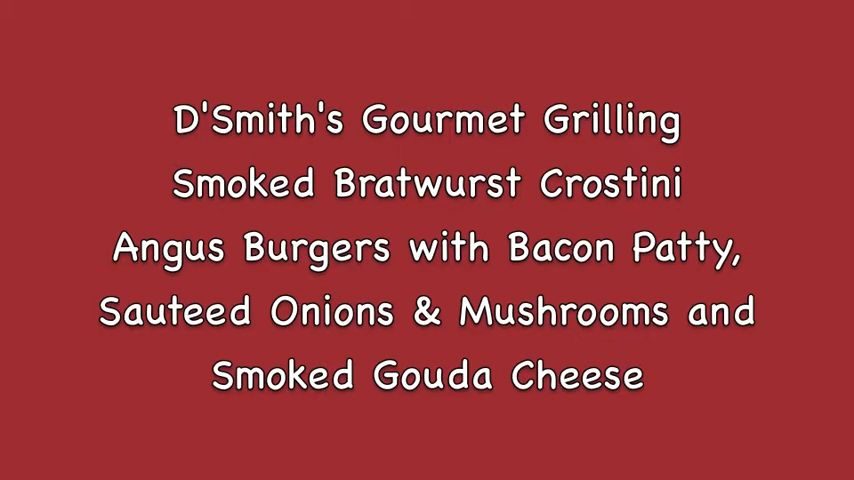 D'Smith's Gourmet Grilling
Smoked Bratwurst Crostini
Angus Burgers with Bacon Patty,
Sauteed Onions & Mushrooms and
Smoked Gouda Cheese